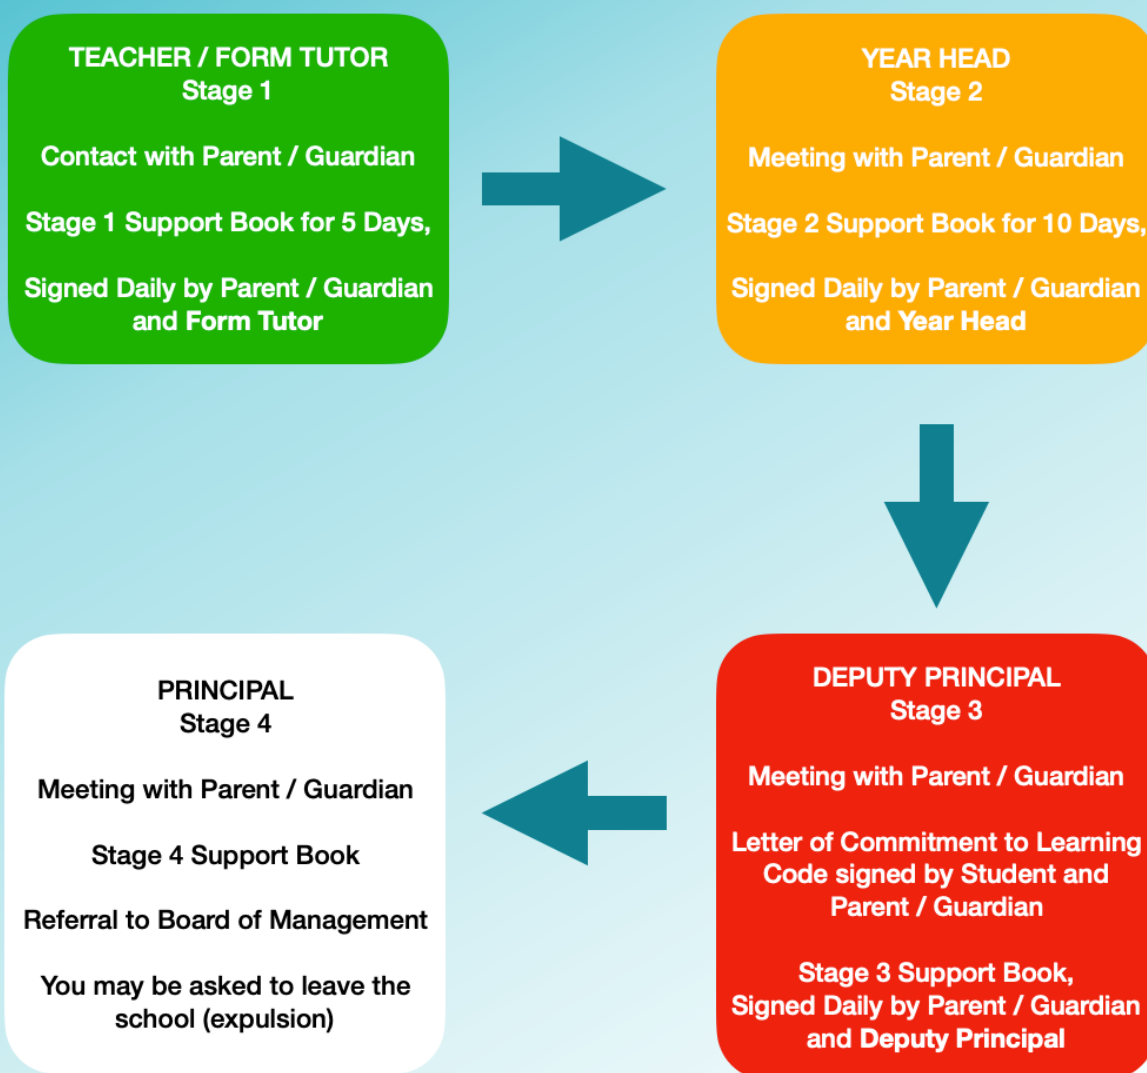 TEACHER / FORM TUTOR
Stage 1
Contact with Parent / Guardian
Stage 1 Support Book for 5 Days,
Signed Daily by Parent / Guardian
and Form Tutor
YEAR HEAD
Stage 2
Meeting with Parent / Guardian
Stage 2 Support Book for 10 Days,
Signed Daily by Parent / Guardian
and Year Head
DEPUTY PRINCIPAL
Stage 3
Meeting with Parent / Guardian
Letter of Commitment to Learning
Code signed by Student and
Parent / Guardian
Stage 3 Support Book,
Signed Daily by Parent / Guardian
and Deputy Principal
PRINCIPAL
Stage 4
Meeting with Parent / Guardian
Stage 4 Support Book
Referral to Board of Management
You may be asked to leave the
school (expulsion)